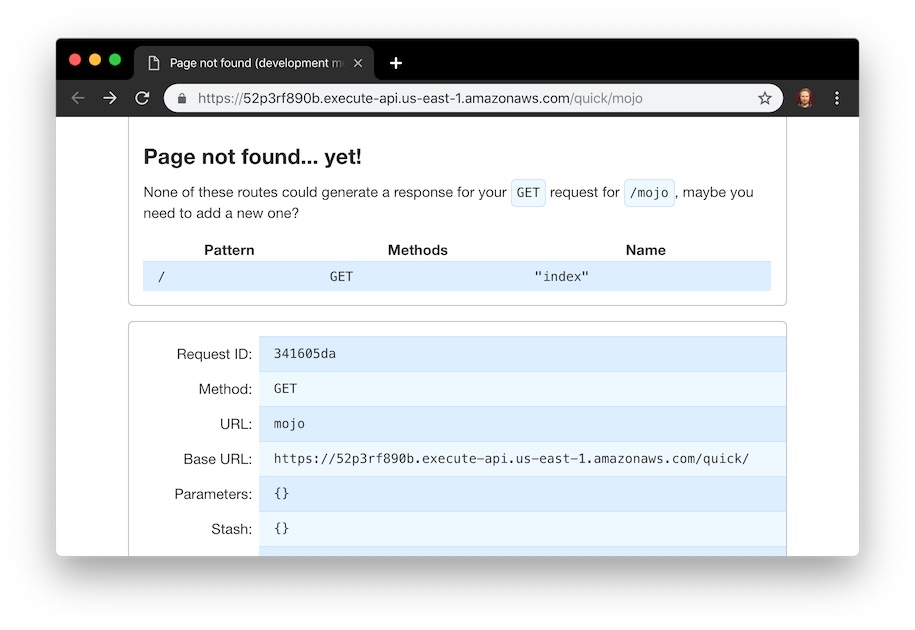 Page not found (development m
https://52p3rf890b.execute-api.us-east-1.amazonaws.com/quick/mojo
Page not found... yet!
None of these routes could generate a response for your GET request for /mojo, maybe you
need to add a new one?
Pattern Methods Name
/ GET "index"
Request ID: 341605da
Method: GET
URL: mojo
Base URL: https://52p3rf890b.execute-api.us-east-1.amazonaws.com/quick/
Parameters: {}
Stash: {}